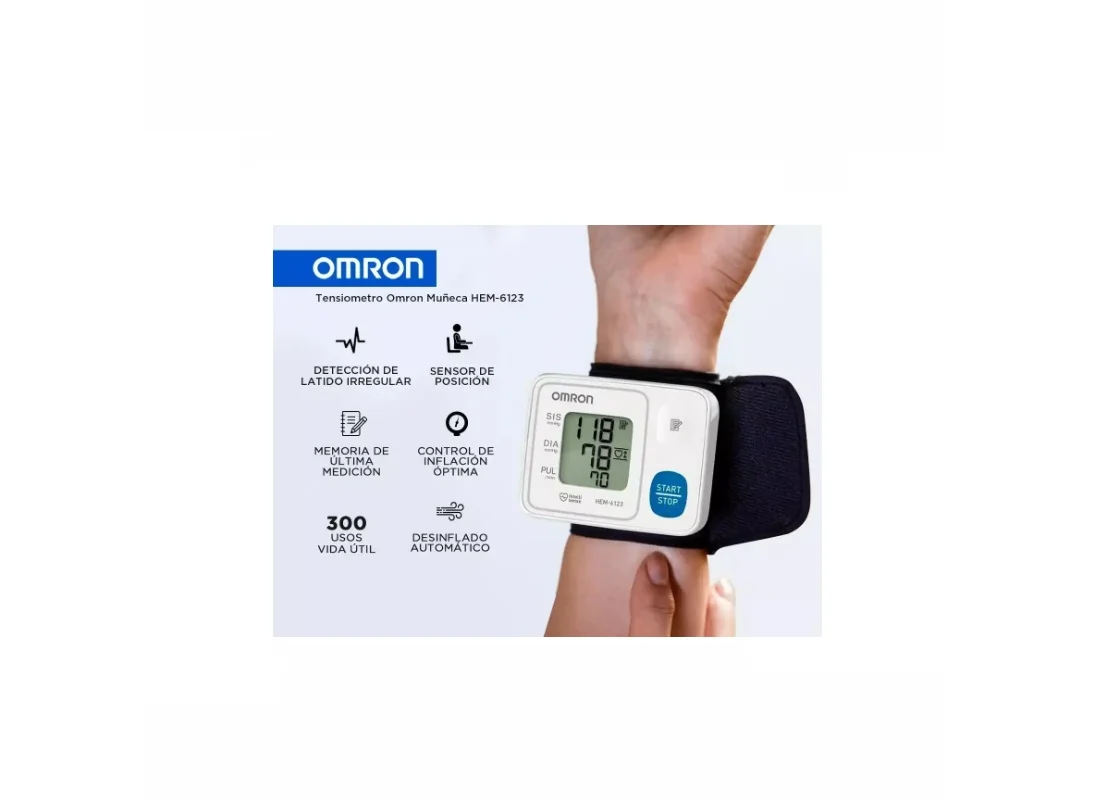 OMRON
Tensiometro Omron Muñeca HEM-6123
DETECCIÓN DE
LATIDO IRREGULAR
SENSOR DE
POSICIÓN
MEMORIA DE
ÚLTIMA
MEDICIÓN
CONTROL DE
INFLACIÓN
ÓPTIMA
300
USOS
VIDA ÚTIL
DESINFLADO
AUTOMÁTICO
OMRON
SIS
mmHg
118
DIA
mmHg
78
PUL
70
HEM-6123
START
STOP